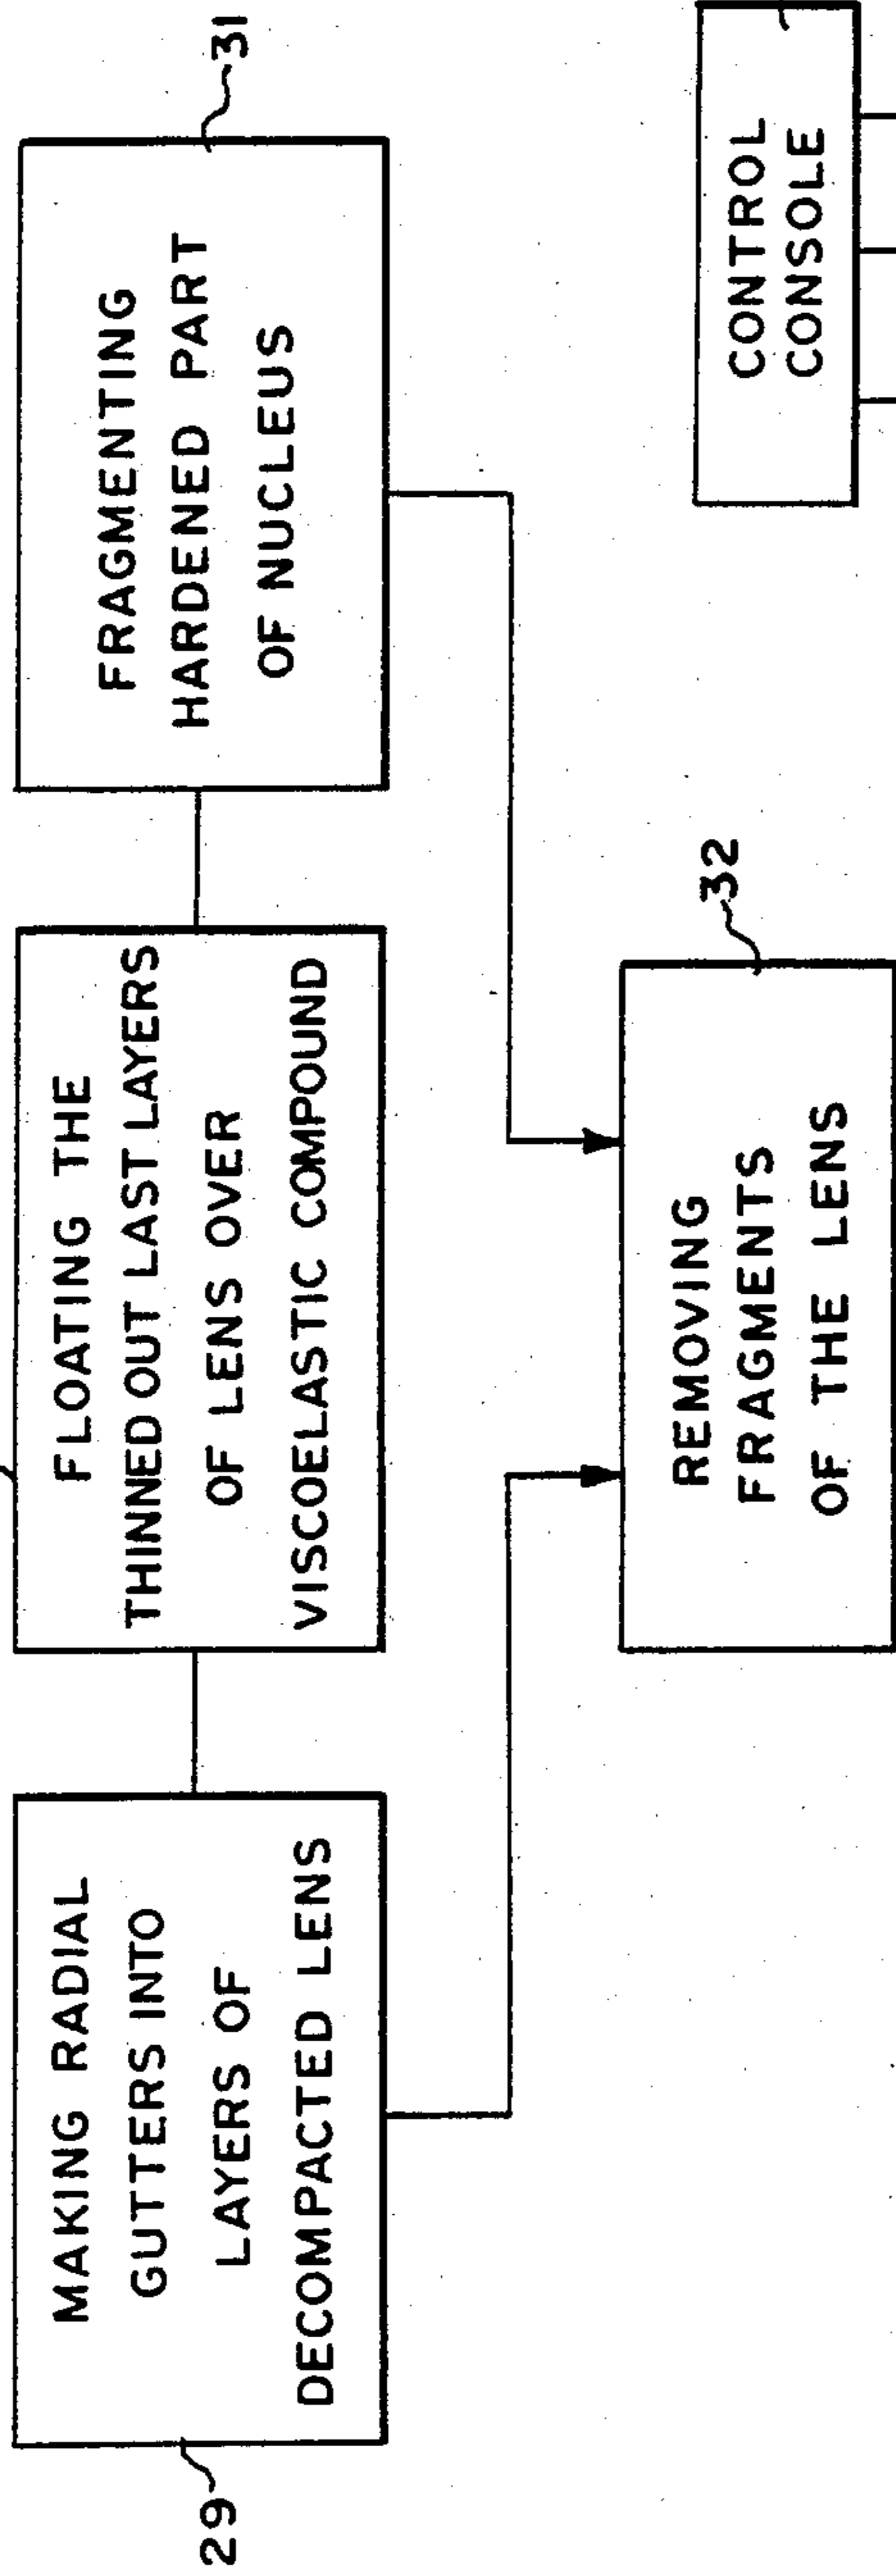 29
MAKING RADIAL
GUTTERS INTO
LAYERS OF
DECOMPACTED LENS
FLOATING THE
THINNED OUT LAST LAYERS
OF LENS OVER
VISCOELASTIC COMPOUND
FRAGMENTING
HARDENED PART
OF NUCLEUS
31
REMOVING
FRAGMENTS
OF THE LENS
32
CONTROL
CONSOLE